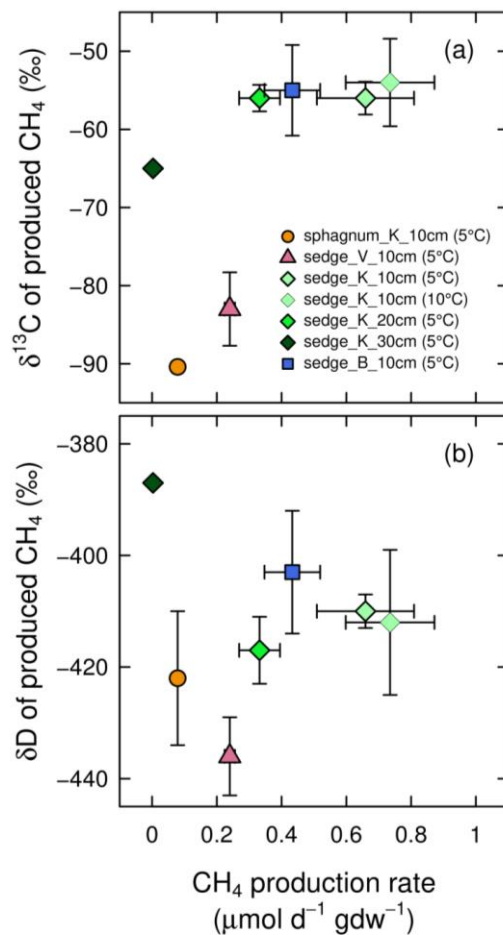 (a)
δ¹³C of produced CH₄ (‰)
−50
−60
−70
−80
−90
sphagnum_K_10cm (5°C)
sedge_V_10cm (5°C)
sedge_K_10cm (5°C)
sedge_K_10cm (10°C)
sedge_K_20cm (5°C)
sedge_K_30cm (5°C)
sedge_B_10cm (5°C)
(b)
δD of produced CH₄ (‰)
−380
−400
−420
−440
0 0.2 0.4 0.6 0.8 1
CH₄ production rate
(μmol d⁻¹ gdw⁻¹)